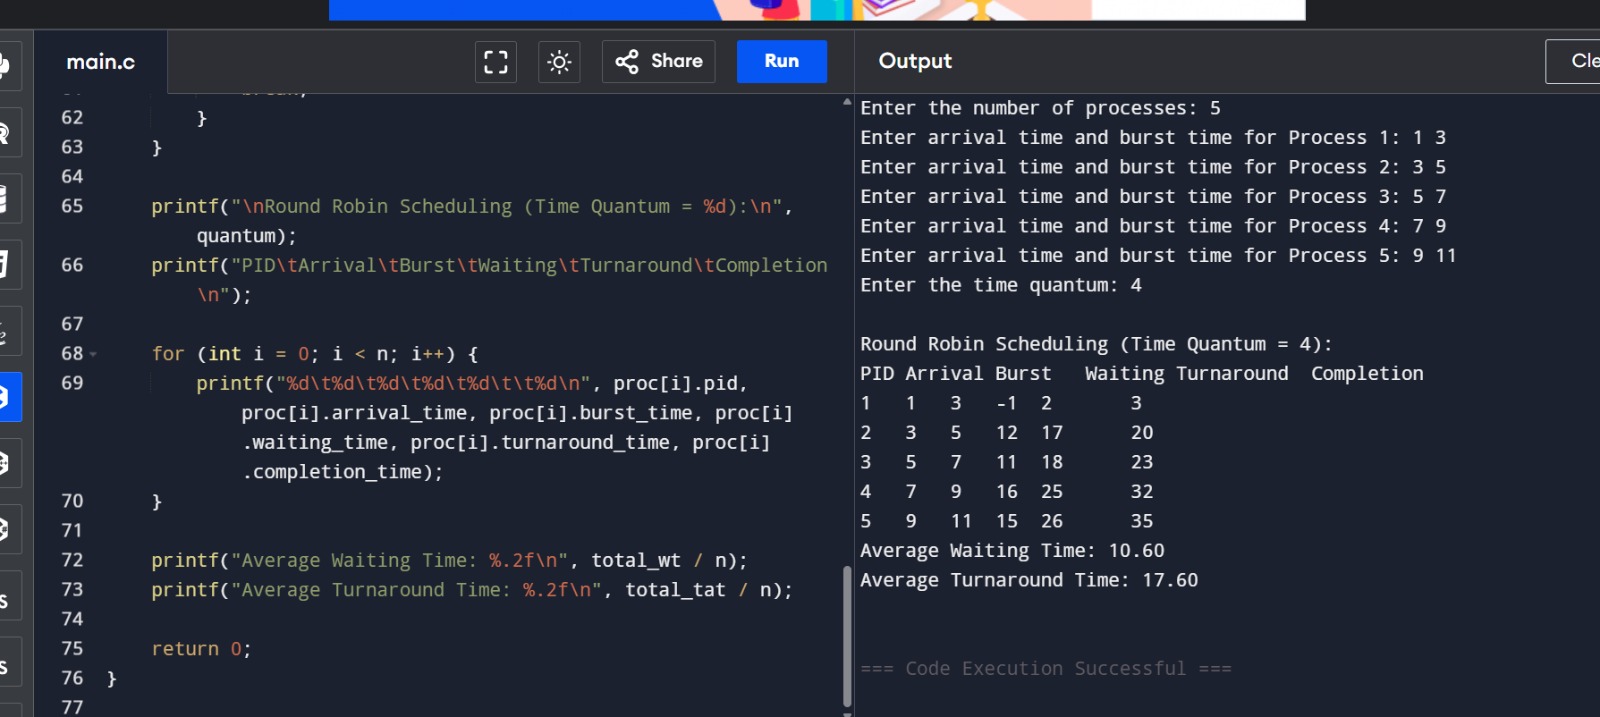 main.c
Share
Run
Output
62 }
63 }
64
65 printf("\nRound Robin Scheduling (Time Quantum = %d):\n",
quantum);
66 printf("PID\tArrival\tBurst\tWaiting\tTurnaround\tCompletion
\n");
67
68 for (int i = 0; i < n; i++) {
69 printf("%d\t%d\t%d\t%d\t%d\t\t%d\n", proc[i].pid,
proc[i].arrival_time, proc[i].burst_time, proc[i]
.waiting_time, proc[i].turnaround_time, proc[i]
.completion_time);
70 }
71
72 printf("Average Waiting Time: %.2f\n", total_wt / n);
73 printf("Average Turnaround Time: %.2f\n", total_tat / n);
74
75 return 0;
76 }
77
Enter the number of processes: 5
Enter arrival time and burst time for Process 1: 1 3
Enter arrival time and burst time for Process 2: 3 5
Enter arrival time and burst time for Process 3: 5 7
Enter arrival time and burst time for Process 4: 7 9
Enter arrival time and burst time for Process 5: 9 11
Enter the time quantum: 4
Round Robin Scheduling (Time Quantum = 4):
PID Arrival Burst Waiting Turnaround Completion
1 1 3 -1 2 3
2 3 5 12 17 20
3 5 7 11 18 23
4 7 9 16 25 32
5 9 11 15 26 35
Average Waiting Time: 10.60
Average Turnaround Time: 17.60
=== Code Execution Successful ===